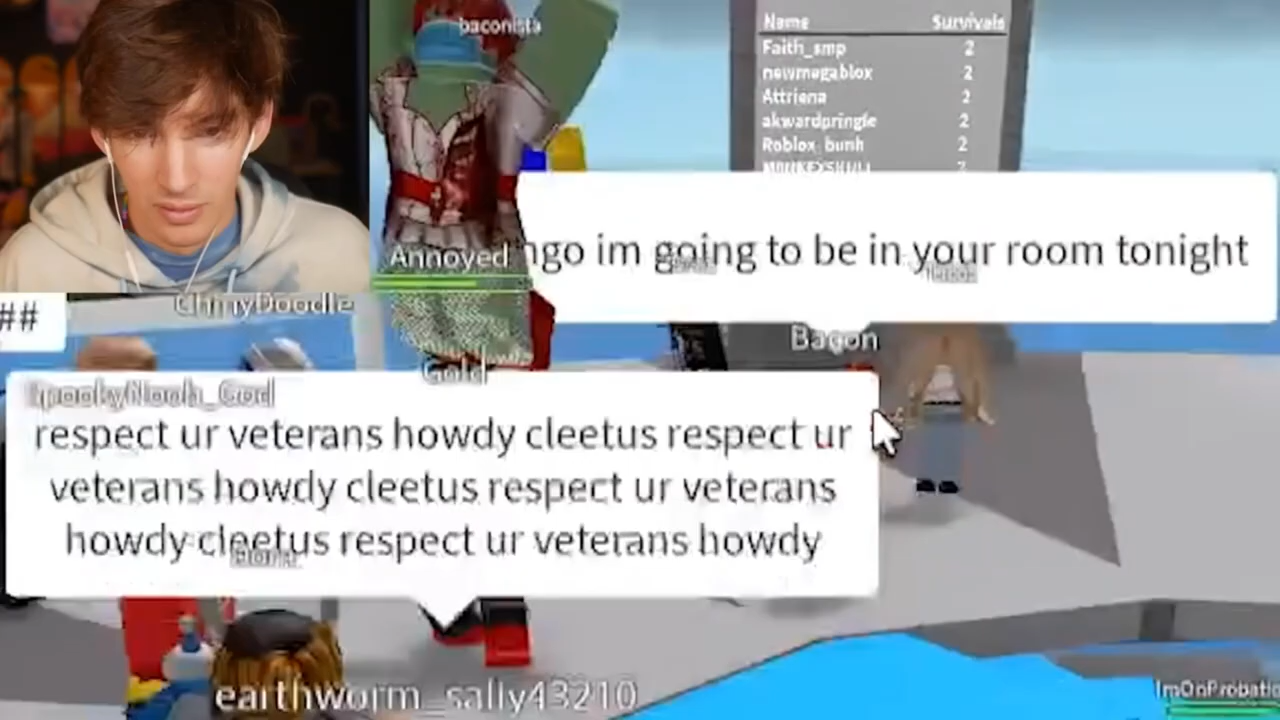 baconista
Name Survivals
Faith_smp 2
newmegablox 2
Attriena 2
akwardpringle 2
Roblox_bunh 2
Annoyed
ngo im going to be in your room tonight
##
Bacon
Gold
SpookyNoob_God
respect ur veterans howdy cleetus respect ur
veterans howdy cleetus respect ur veterans
howdy cleetus respect ur veterans howdy
earthworm_sally43210
ImOnProbatio